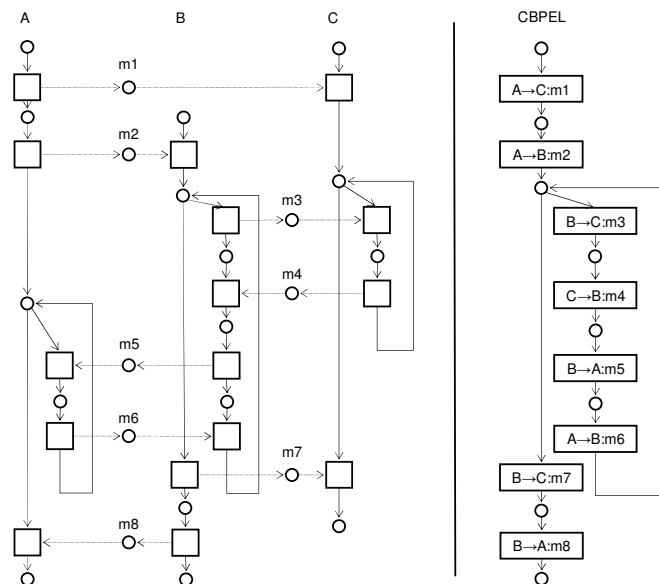 A B C CBPEL
m1
A→C:m1
m2
A→B:m2
m3
B→C:m3
m4
C→B:m4
m5
B→A:m5
m6
A→B:m6
m7
B→C:m7
m8
B→A:m8